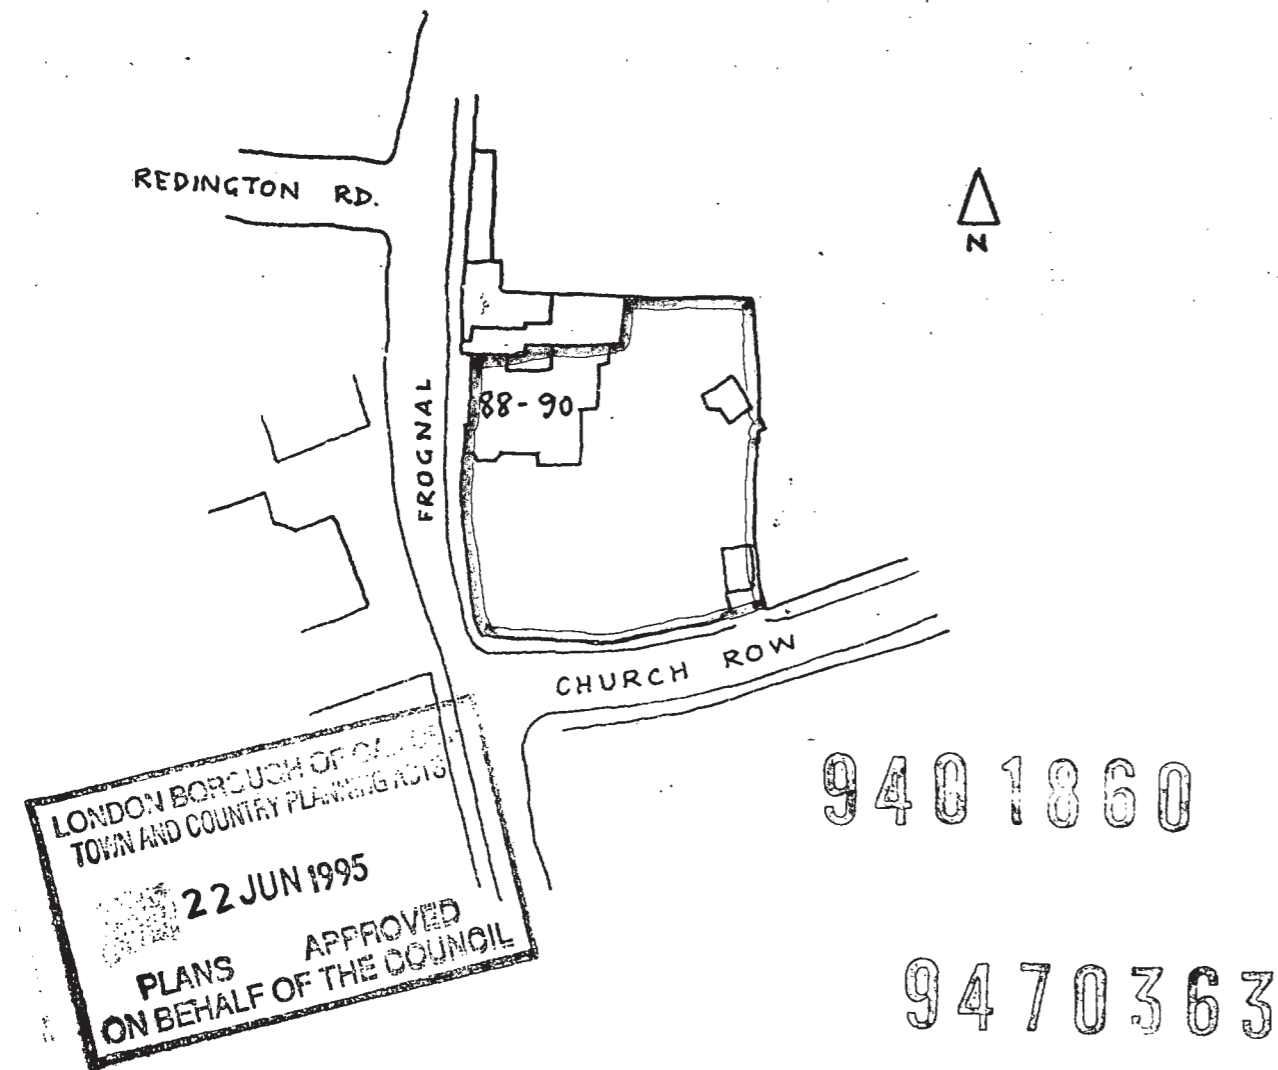 REDINGTON RD.
N
88-90
FROGNAL
CHURCH ROW
LONDON BOROUGH OF
TOWN AND COUNTRY PLANNING ACTS
22 JUN 1995
PLANS APPROVED
ON BEHALF OF THE COUNCIL
9401860
9470363